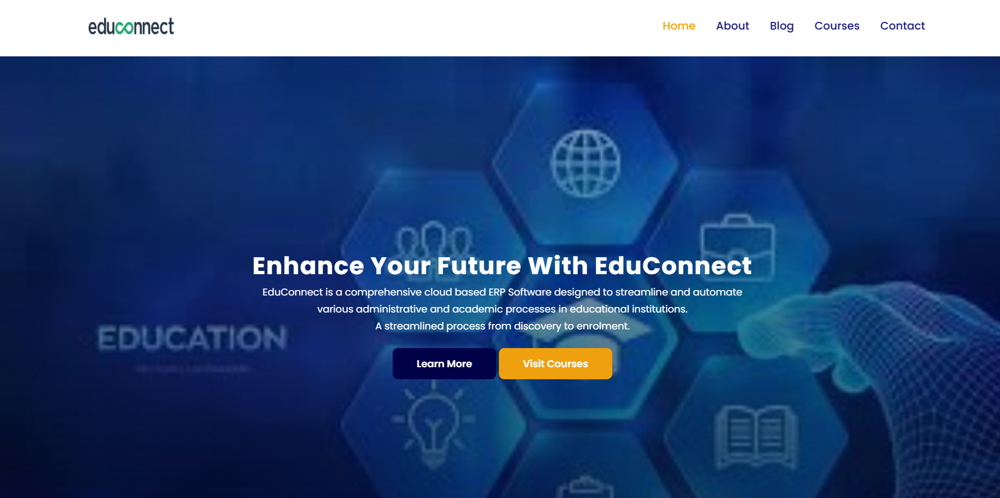 educonnect
Home About Blog Courses Contact
Enhance Your Future With EduConnect
EduConnect is a comprehensive cloud based ERP Software designed to streamline and automate
various administrative and academic processes in educational institutions.
A streamlined process from discovery to enrolment.
EDUCATION
Learn More Visit Courses